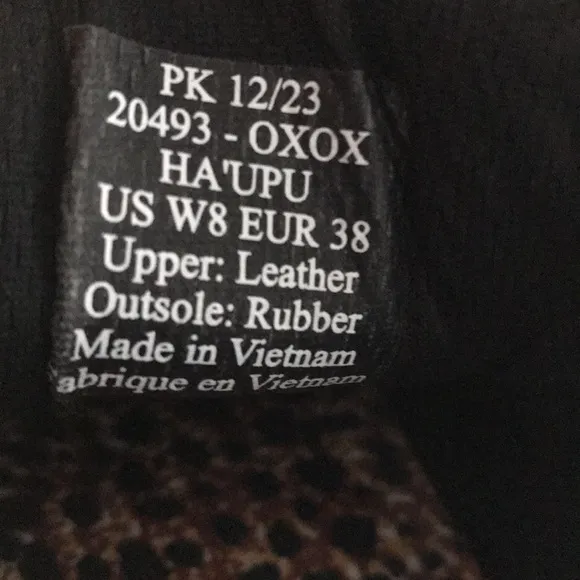 PK 12/23
20493 - OXOX
HA'UPU
US W8 EUR 38
Upper: Leather
Outsole: Rubber
Made in Vietnam
abrique en Vietnam